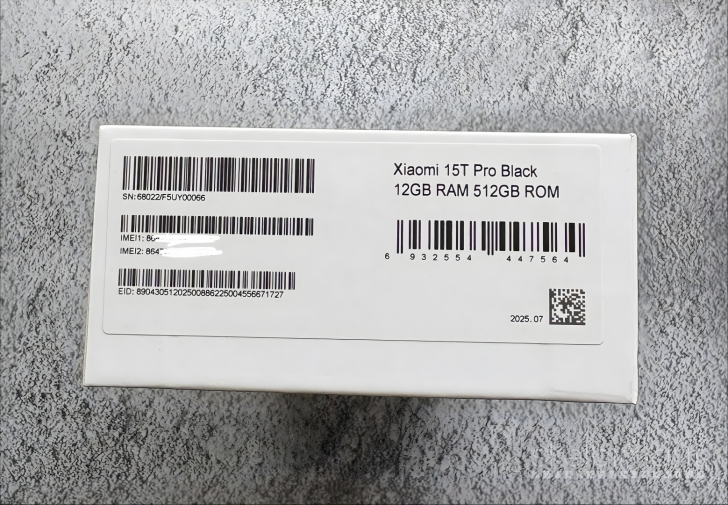 Xiaomi 15T Pro Black
12GB RAM 512GB ROM
SN: 68022/F5UY00066
IMEI1: 86
IMEI2: 864
EID: 89043051202500886225004556671727
6 932554 447564
2025.07